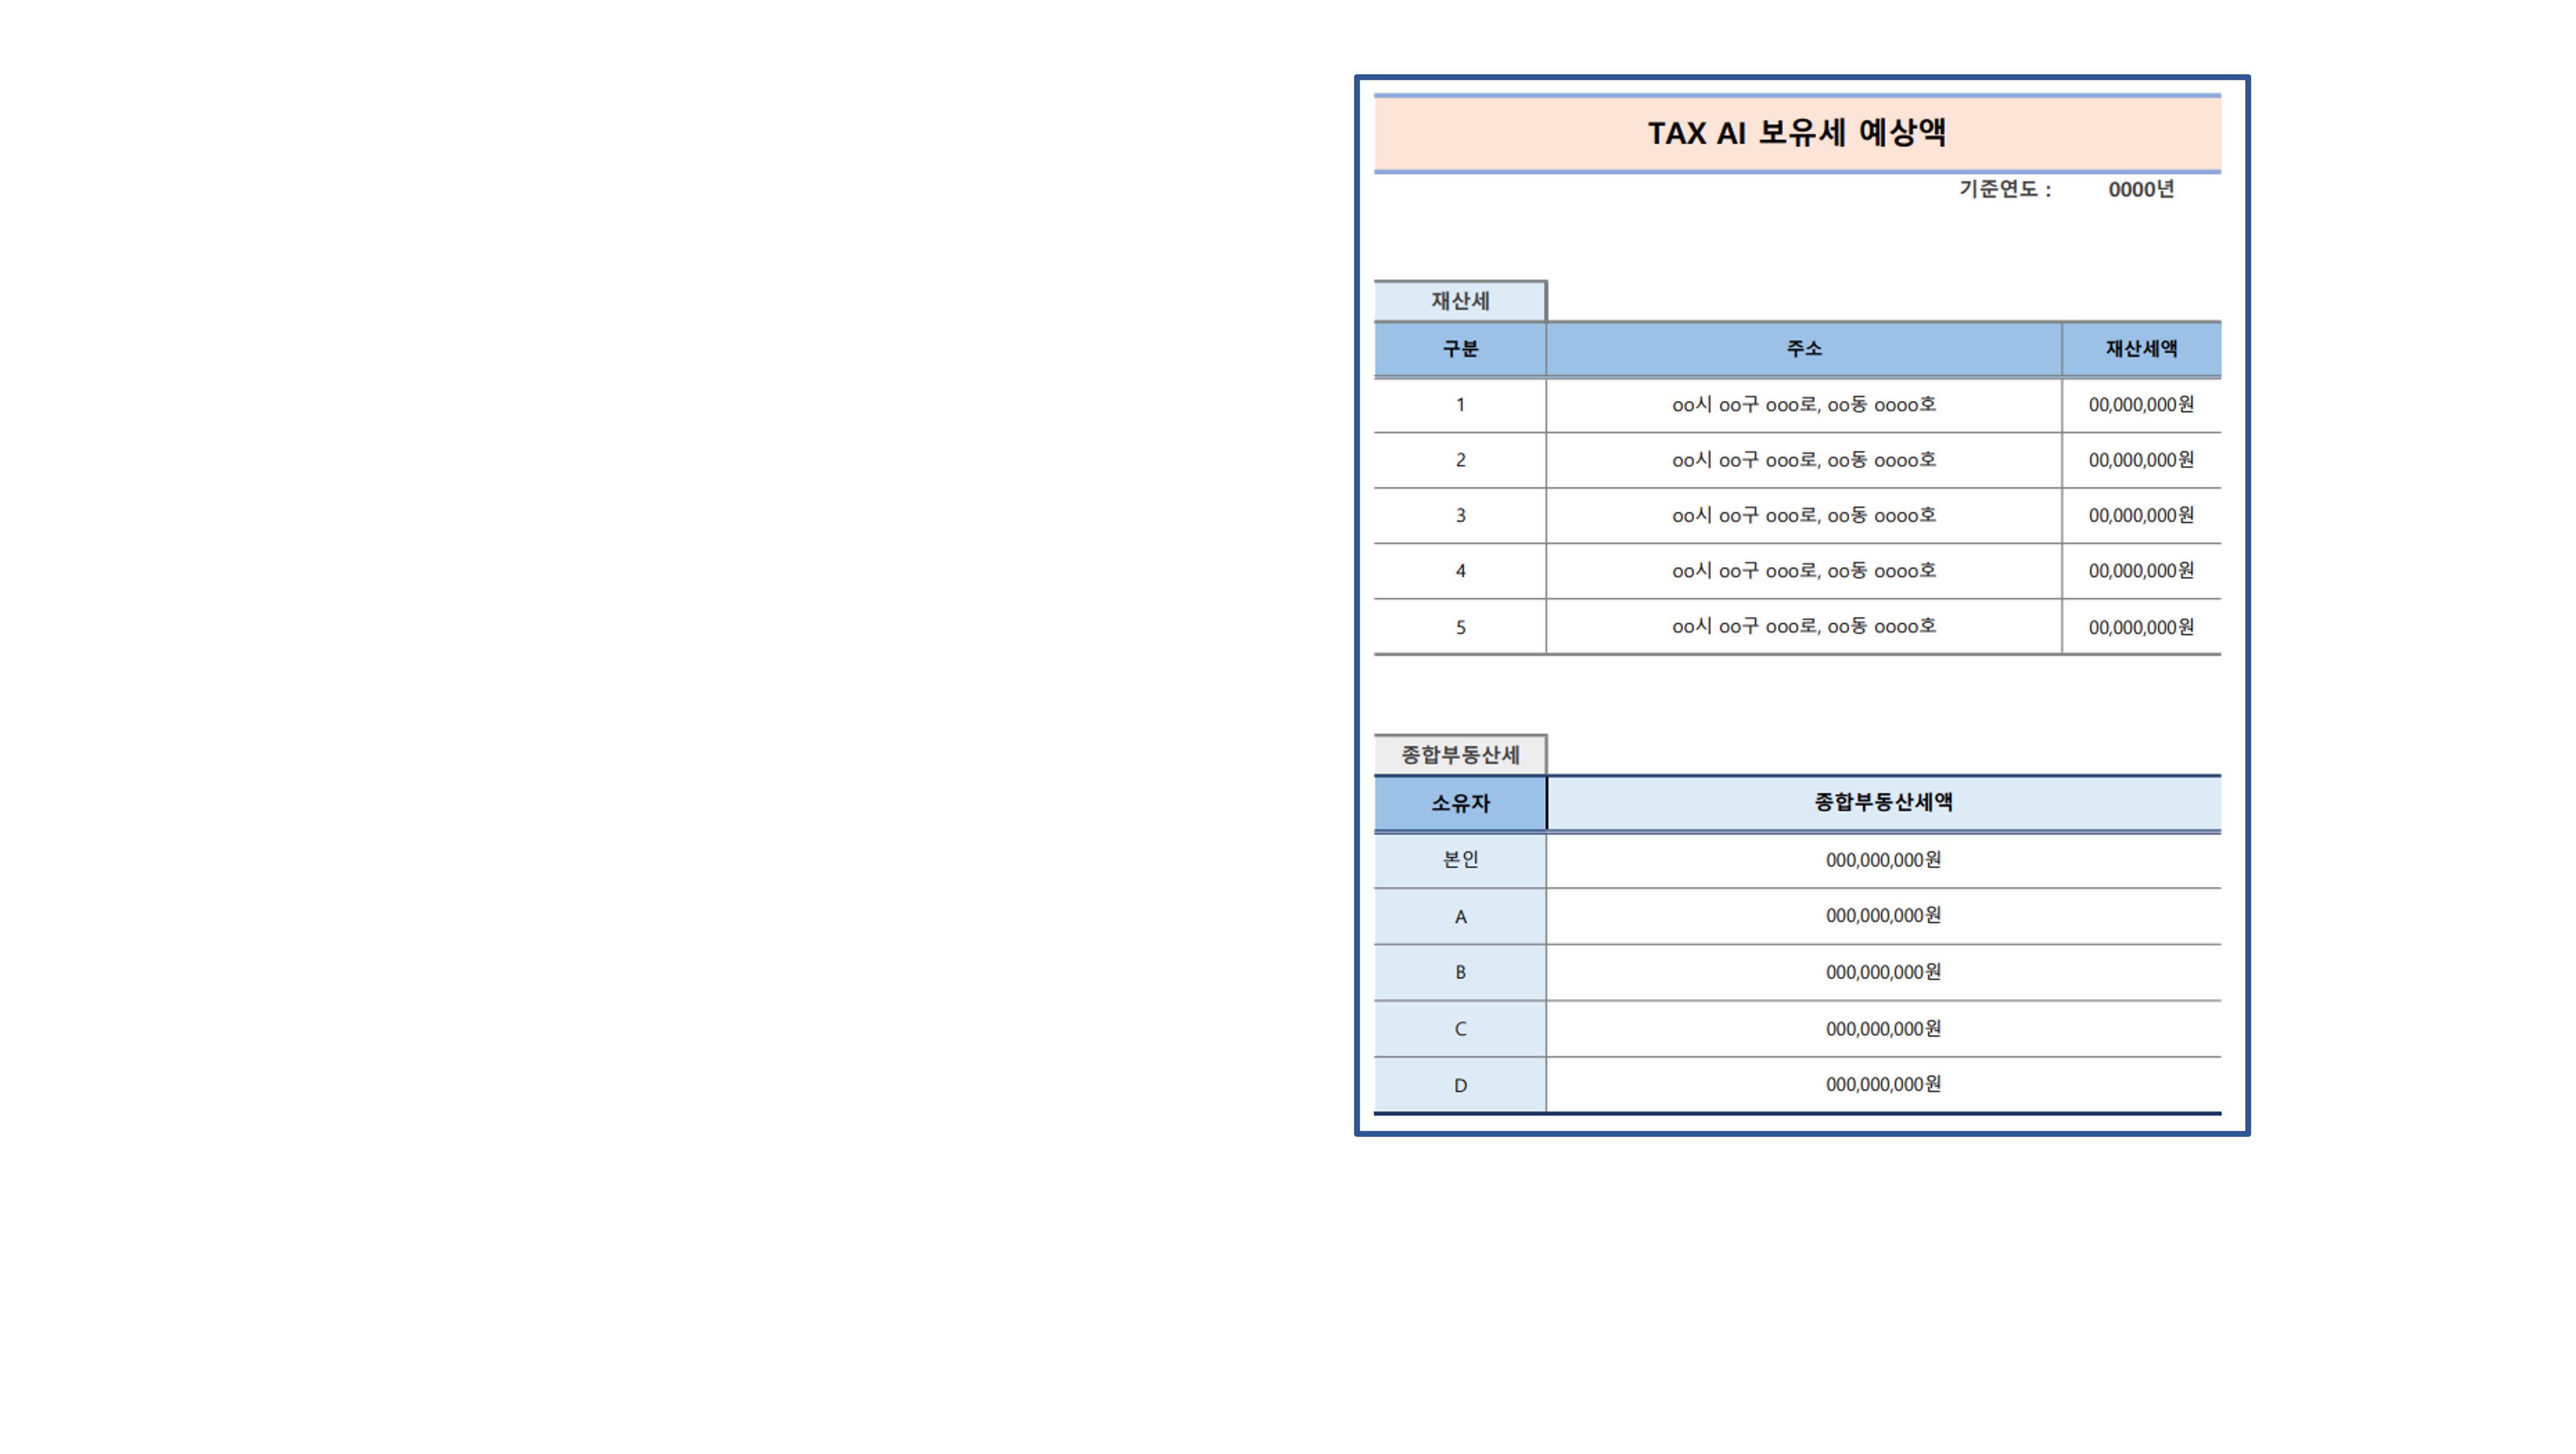 TAX AI 보유세 예상액
기준연도 : 0000년
재산세
구분 주소 재산세액
1 oo시 oo구 ooo로, oo동 oooo호 00,000,000원
2 oo시 oo구 ooo로, oo동 oooo호 00,000,000원
3 oo시 oo구 ooo로, oo동 oooo호 00,000,000원
4 oo시 oo구 ooo로, oo동 oooo호 00,000,000원
5 oo시 oo구 ooo로, oo동 oooo호 00,000,000원
종합부동산세
소유자 종합부동산세액
본인 000,000,000원
A 000,000,000원
B 000,000,000원
C 000,000,000원
D 000,000,000원